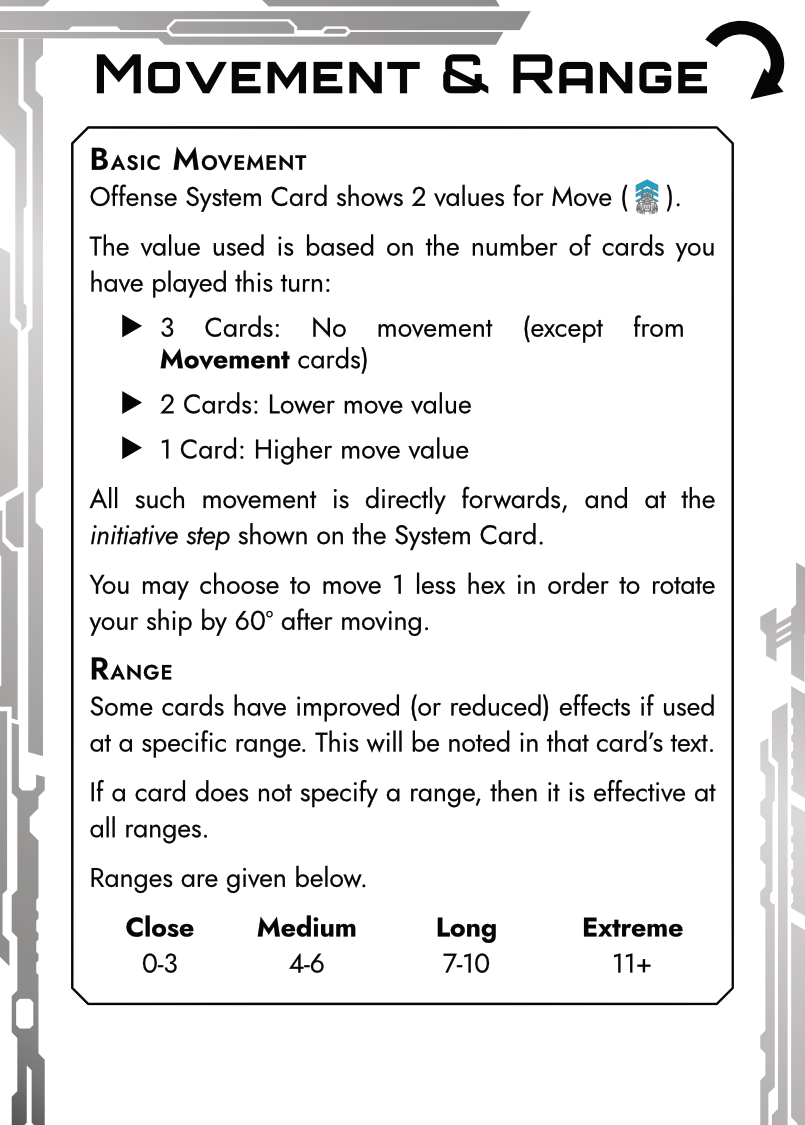 Movement & Range
Basic Movement
Offense System Card shows 2 values for Move ( ).
The value used is based on the number of cards you
have played this turn:
▶ 3 Cards: No movement (except from
Movement cards)
▶ 2 Cards: Lower move value
▶ 1 Card: Higher move value
All such movement is directly forwards, and at the
initiative step shown on the System Card.
You may choose to move 1 less hex in order to rotate
your ship by 60° after moving.
Range
Some cards have improved (or reduced) effects if used
at a specific range. This will be noted in that card's text.
If a card does not specify a range, then it is effective at
all ranges.
Ranges are given below.
Close Medium Long Extreme
0-3 4-6 7-10 11+